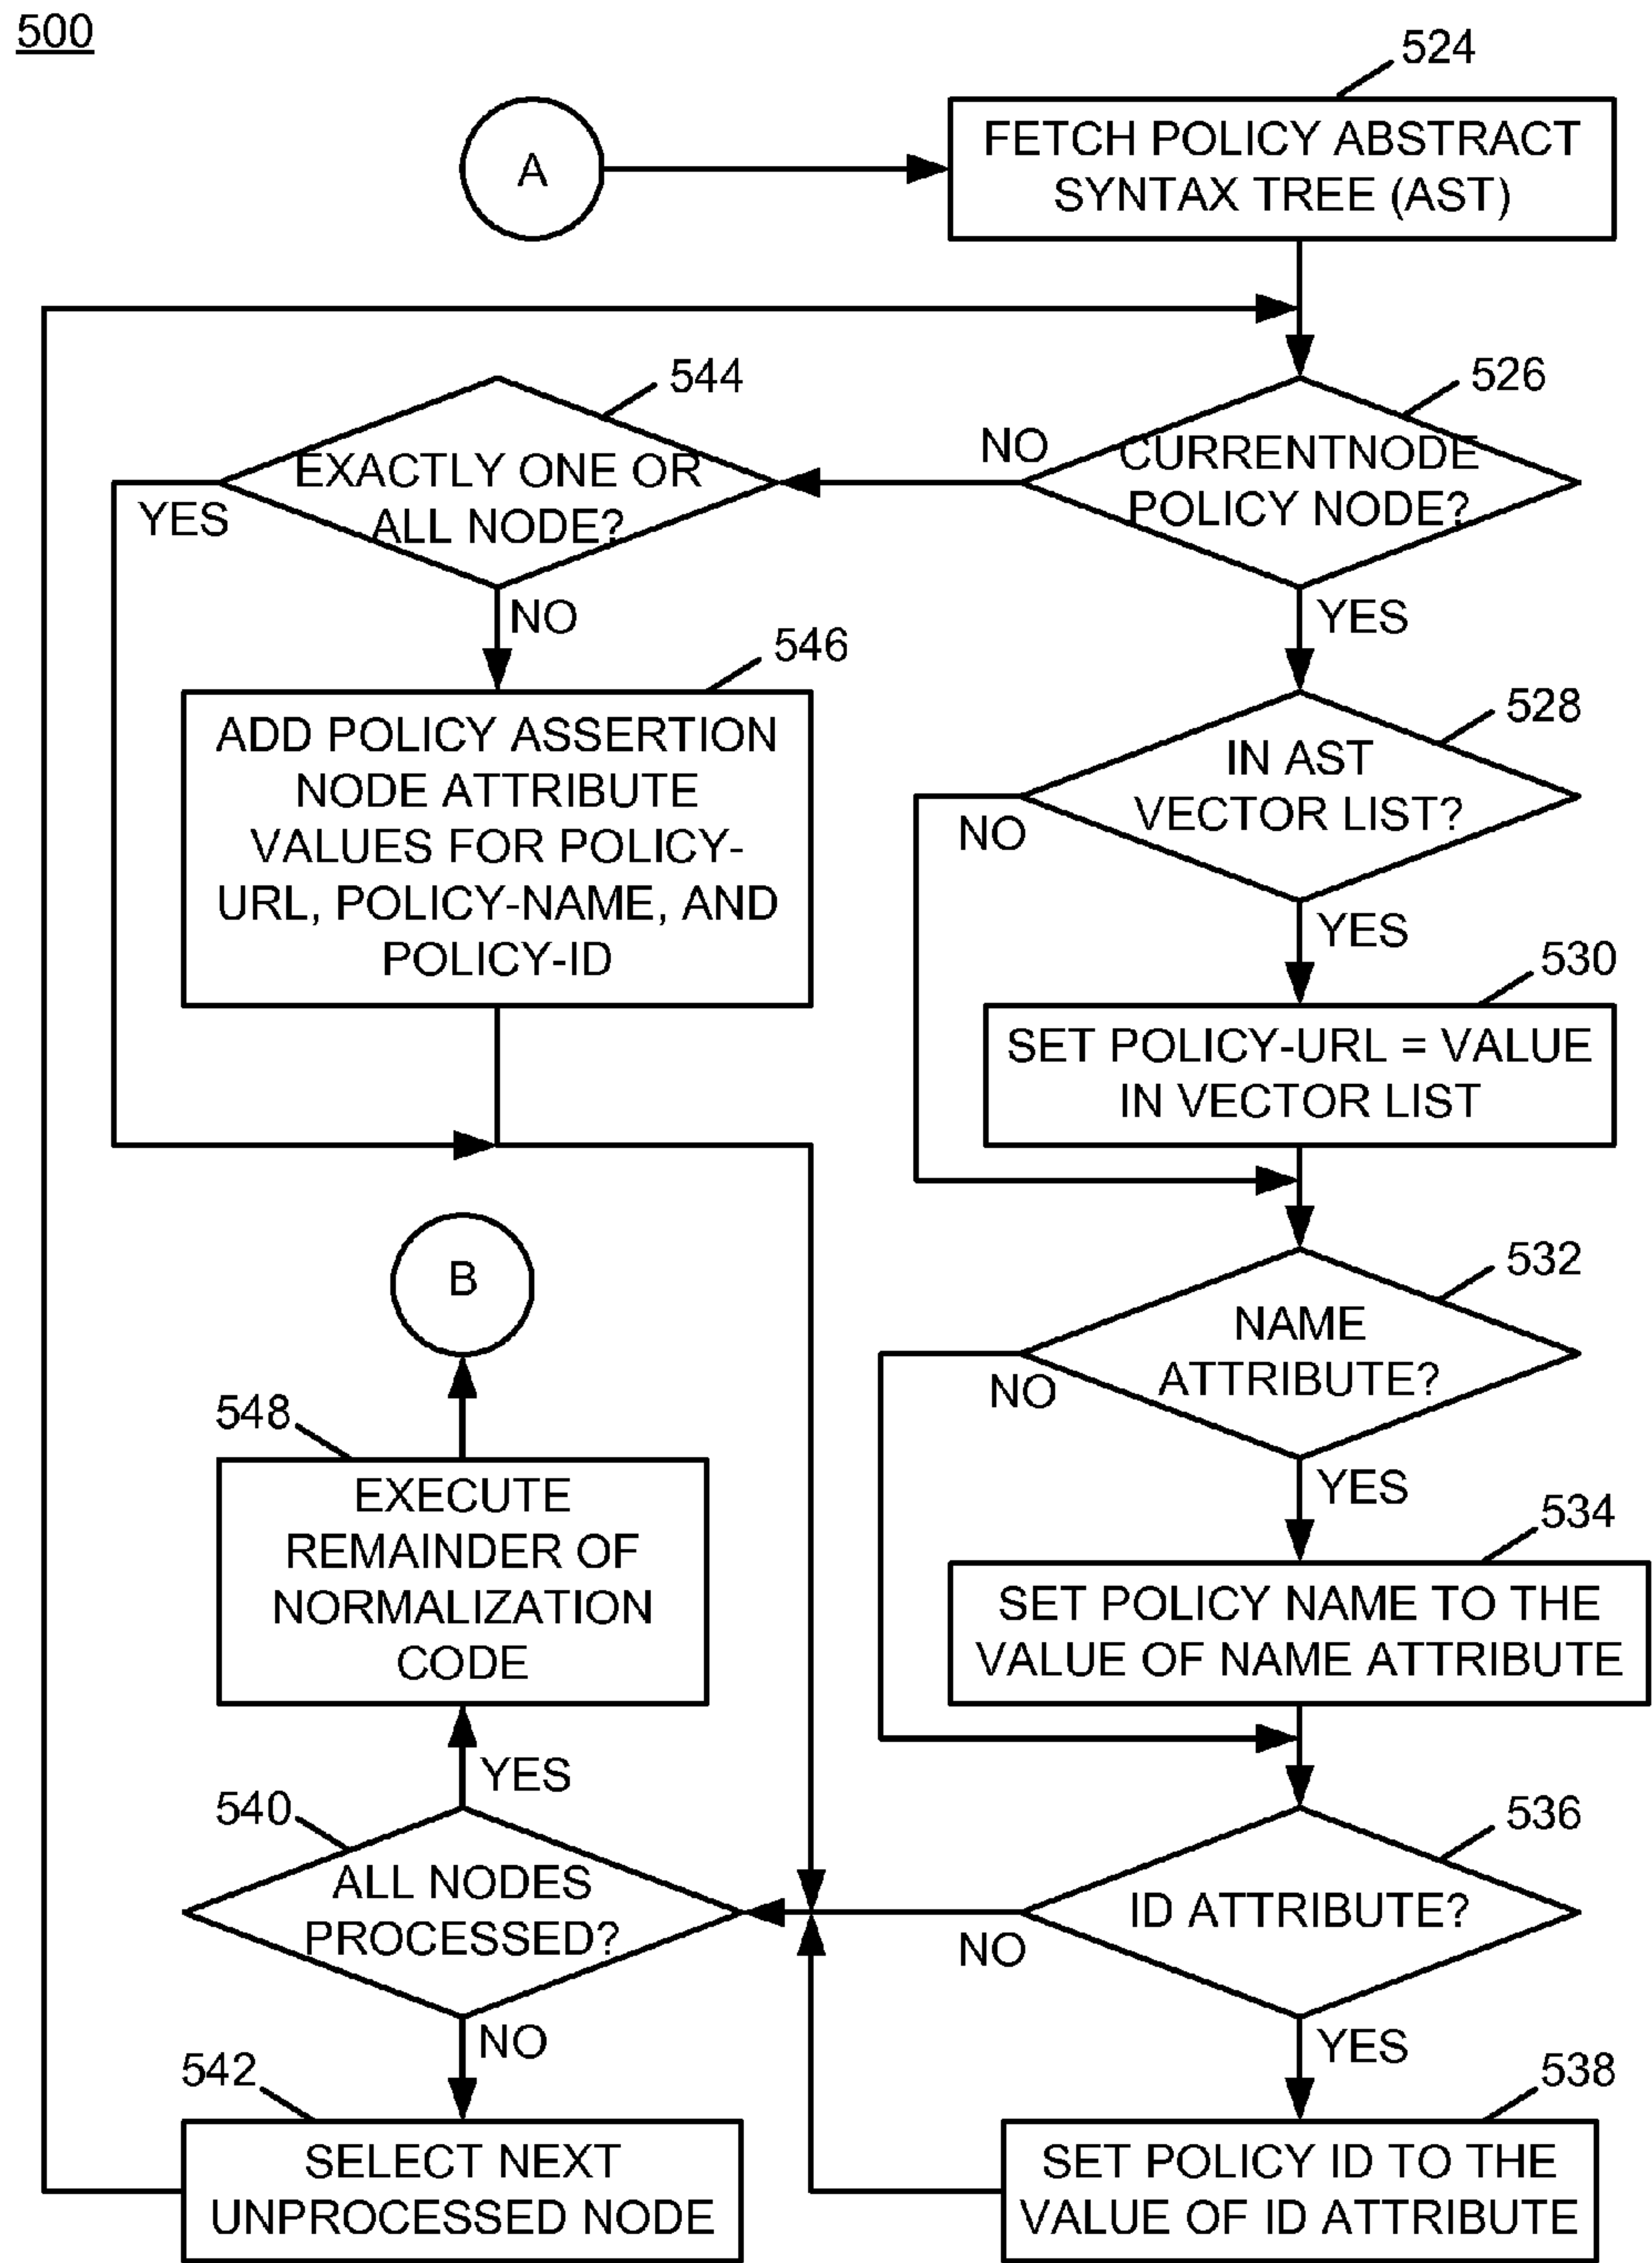 500
524
A
FETCH POLICY ABSTRACT
SYNTAX TREE (AST)
544
526
NO
EXACTLY ONE OR
ALL NODE?
CURRENTNODE
POLICY NODE?
YES
NO
YES
546
528
ADD POLICY ASSERTION
NODE ATTRIBUTE
VALUES FOR POLICY-
URL, POLICY-NAME, AND
POLICY-ID
IN AST
VECTOR LIST?
NO
YES
530
SET POLICY-URL = VALUE
IN VECTOR LIST
B
532
NAME
ATTRIBUTE?
NO
YES
548
534
EXECUTE
REMAINDER OF
NORMALIZATION
CODE
SET POLICY NAME TO THE
VALUE OF NAME ATTRIBUTE
YES
540
536
ALL NODES
PROCESSED?
ID ATTRIBUTE?
NO
NO
YES
542
538
SELECT NEXT
UNPROCESSED NODE
SET POLICY ID TO THE
VALUE OF ID ATTRIBUTE